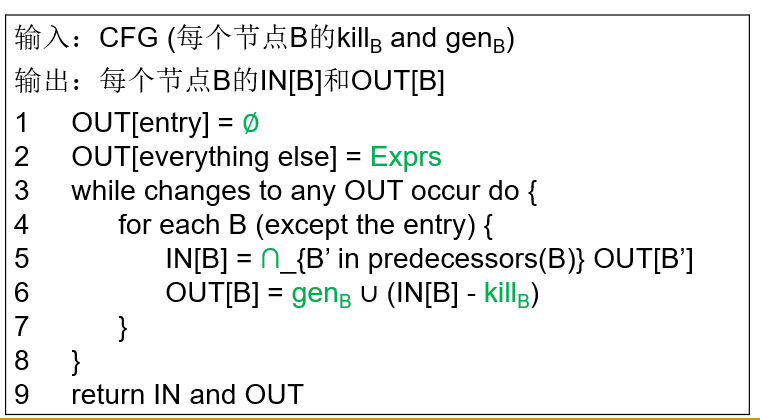 输入：CFG (每个节点B的killB and genB)
输出：每个节点B的IN[B]和OUT[B]
1 OUT[entry] = ∅
2 OUT[everything else] = Exprs
3 while changes to any OUT occur do {
4 for each B (except the entry) {
5 IN[B] = ∩_{B’ in predecessors(B)} OUT[B’]
6 OUT[B] = genB ∪ (IN[B] - killB)
7 }
8 }
9 return IN and OUT